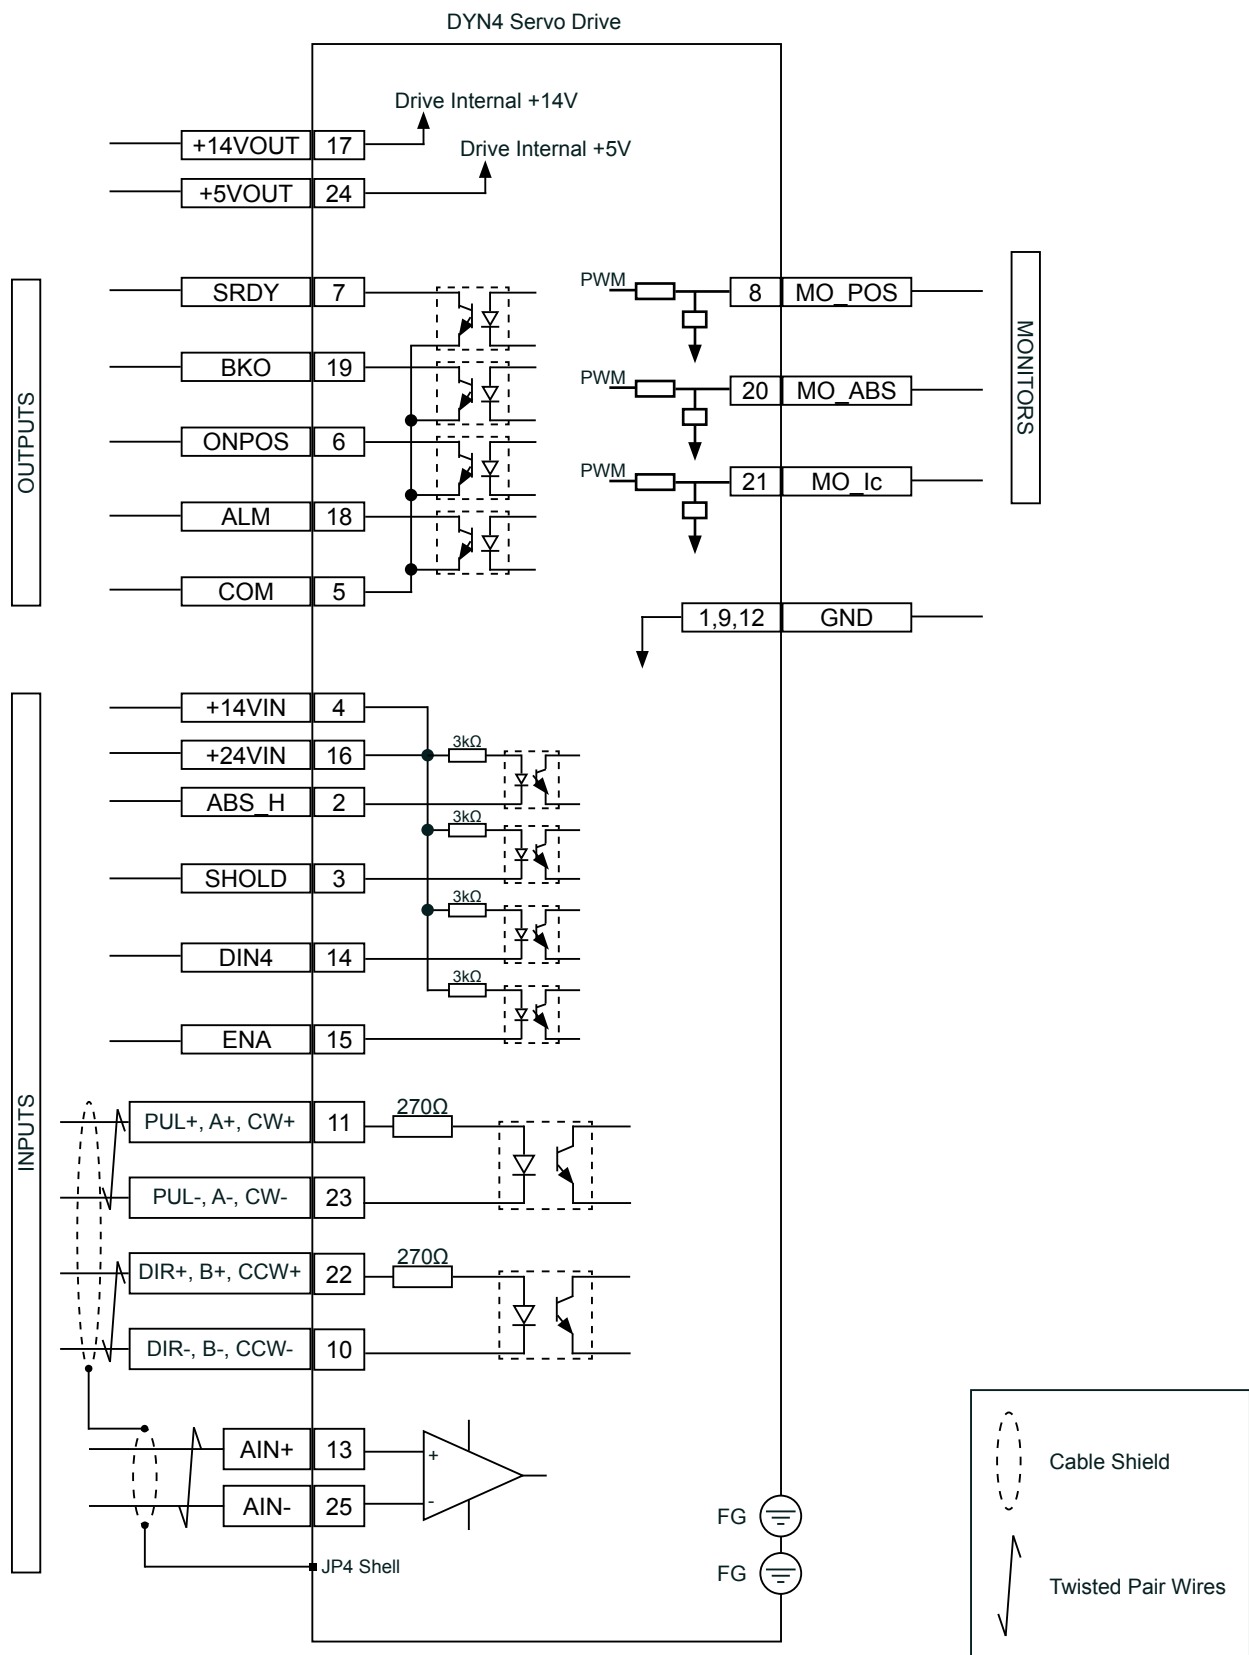 DYN4 Servo Drive
Drive Internal +14V
+14VOUT 17
Drive Internal +5V
+5VOUT 24
OUTPUTS
SRDY 7
BKO 19
ONPOS 6
ALM 18
COM 5
PWM
8 MO_POS
PWM
20 MO_ABS
PWM
21 MO_Ic
MONITORS
1,9,12 GND
INPUTS
+14VIN 4
+24VIN 16
3kΩ
ABS_H 2
3kΩ
SHOLD 3
3kΩ
DIN4 14
3kΩ
ENA 15
PUL+, A+, CW+ 11
270Ω
PUL-, A-, CW- 23
DIR+, B+, CCW+ 22
270Ω
DIR-, B-, CCW- 10
AIN+ 13
+
AIN- 25
-
JP4 Shell
FG
FG
Cable Shield
Twisted Pair Wires